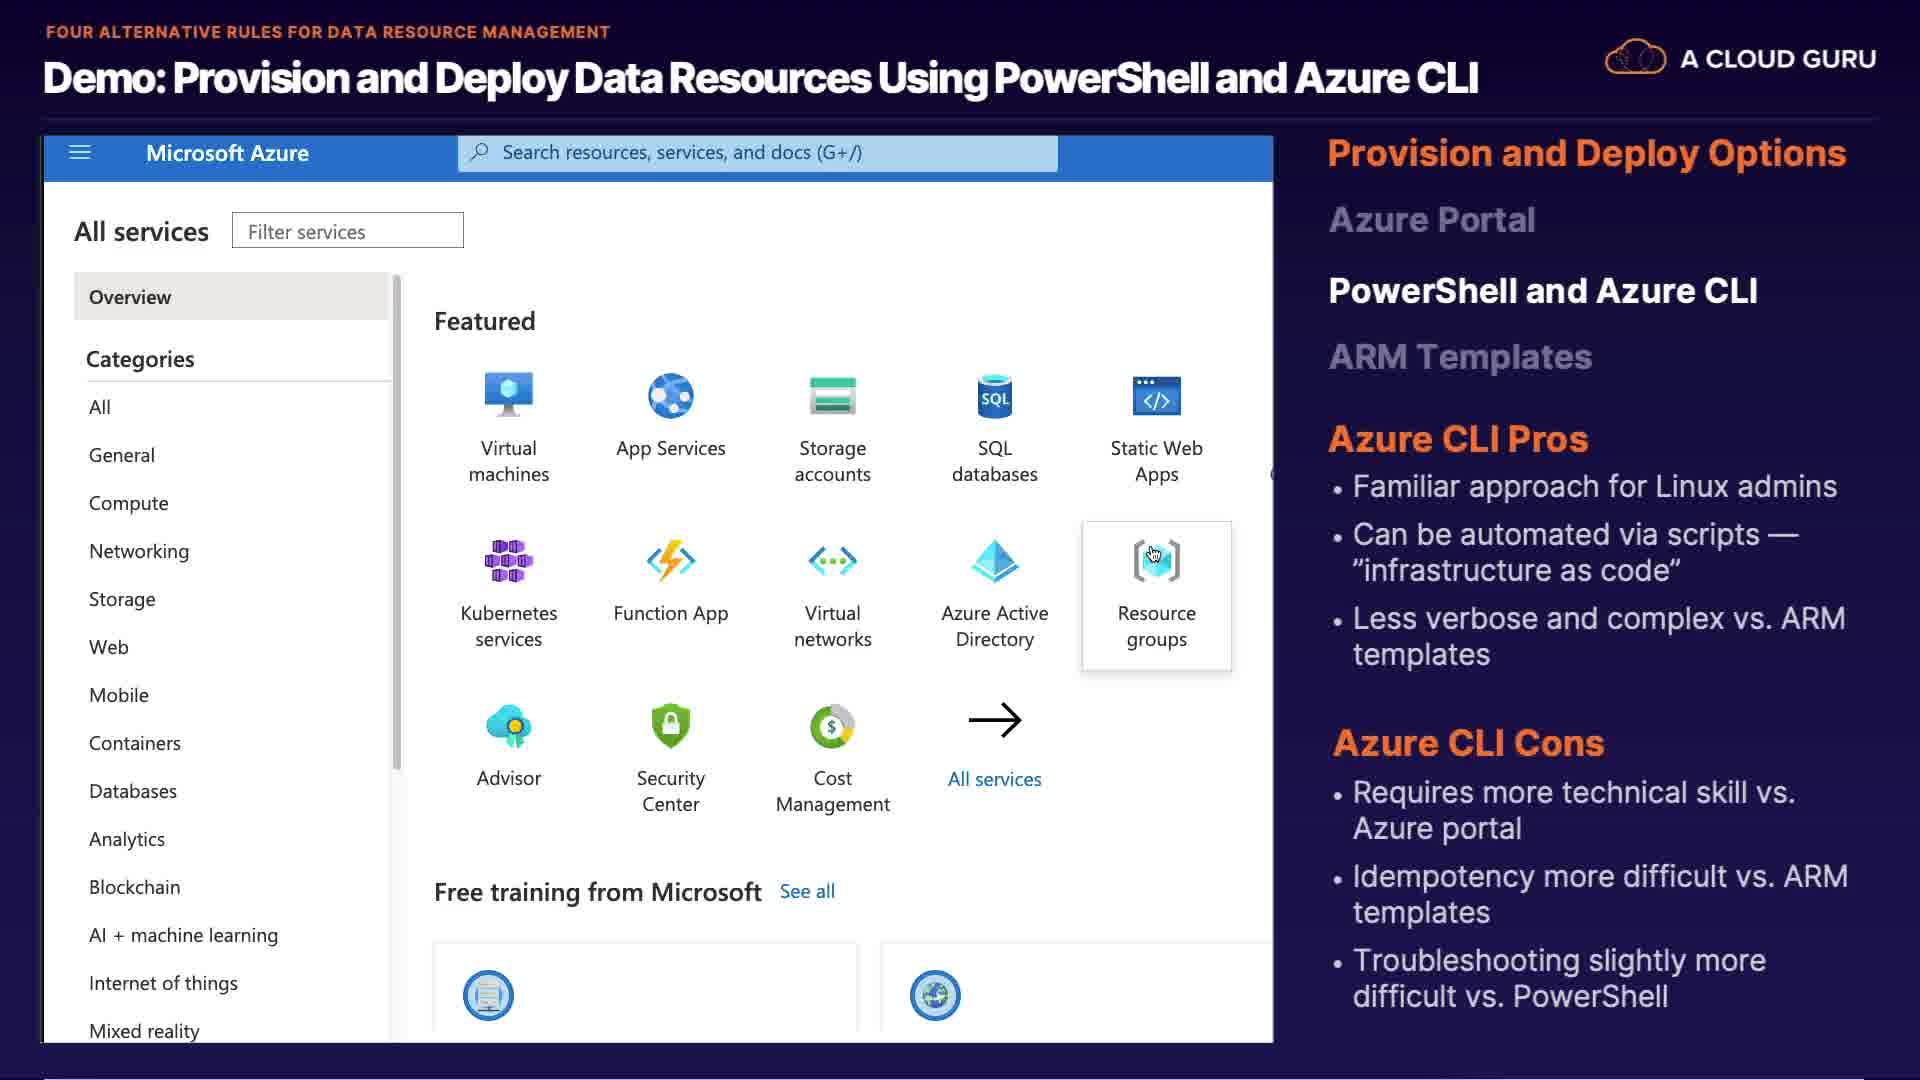 FOUR ALTERNATIVE RULES FOR DATA RESOURCE MANAGEMENT
Demo: Provision and Deploy Data Resources Using PowerShell and Azure CLI
A CLOUD GURU
Microsoft Azure
Search resources, services, and docs (G+/)
All services
Filter services
Overview
Categories
All
General
Compute
Networking
Storage
Web
Mobile
Containers
Databases
Analytics
Blockchain
AI + machine learning
Internet of things
Mixed reality
Featured
Virtual
machines
App Services
Storage
accounts
SQL
SQL
databases
Static Web
Apps
Kubernetes
services
Function App
Virtual
networks
Azure Active
Directory
Resource
groups
Advisor
Security
Center
Cost
Management
All services
Free training from Microsoft See all
Provision and Deploy Options
Azure Portal
PowerShell and Azure CLI
ARM Templates
Azure CLI Pros
• Familiar approach for Linux admins
• Can be automated via scripts —
”infrastructure as code”
• Less verbose and complex vs. ARM
templates
Azure CLI Cons
• Requires more technical skill vs.
Azure portal
• Idempotency more difficult vs. ARM
templates
• Troubleshooting slightly more
difficult vs. PowerShell